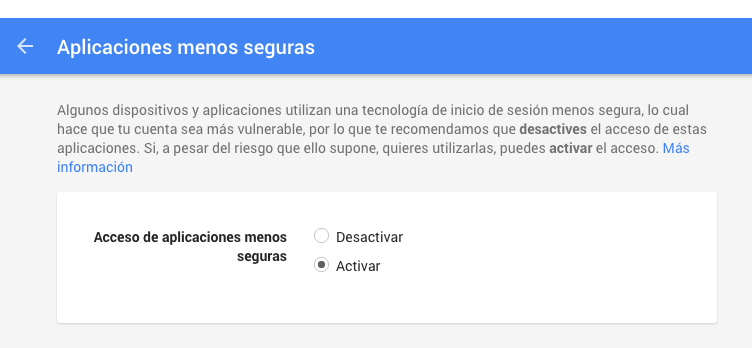 Aplicaciones menos seguras
Algunos dispositivos y aplicaciones utilizan una tecnología de inicio de sesión menos segura, lo cual
hace que tu cuenta sea más vulnerable, por lo que te recomendamos que desactives el acceso de estas
aplicaciones. Si, a pesar del riesgo que ello supone, quieres utilizarlas, puedes activar el acceso. Más
información
Acceso de aplicaciones menos
seguras
Desactivar
Activar